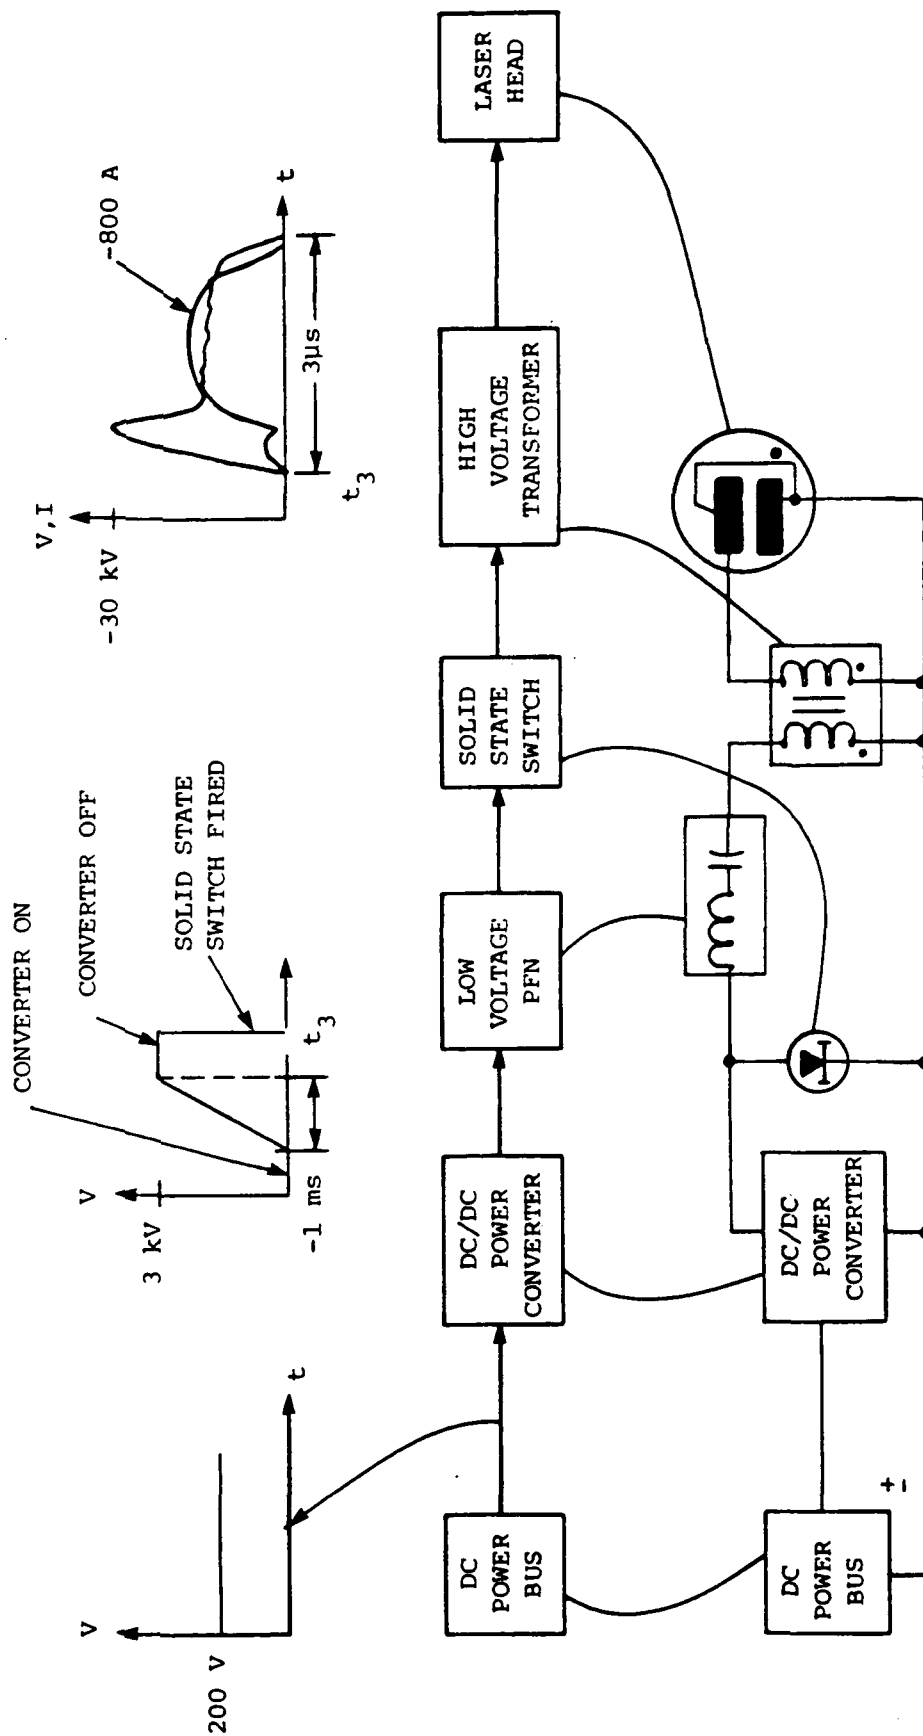 V
200 V
t
V
3 kV
~1 ms
t3
CONVERTER ON
CONVERTER OFF
SOLID STATE
SWITCH FIRED
V,I
-30 kV
~800 A
t
t3
3μs
DC
POWER
BUS
DC/DC
POWER
CONVERTER
LOW
VOLTAGE
PFN
SOLID
STATE
SWITCH
HIGH
VOLTAGE
TRANSFORMER
LASER
HEAD
DC
POWER
BUS
+
-
DC/DC
POWER
CONVERTER